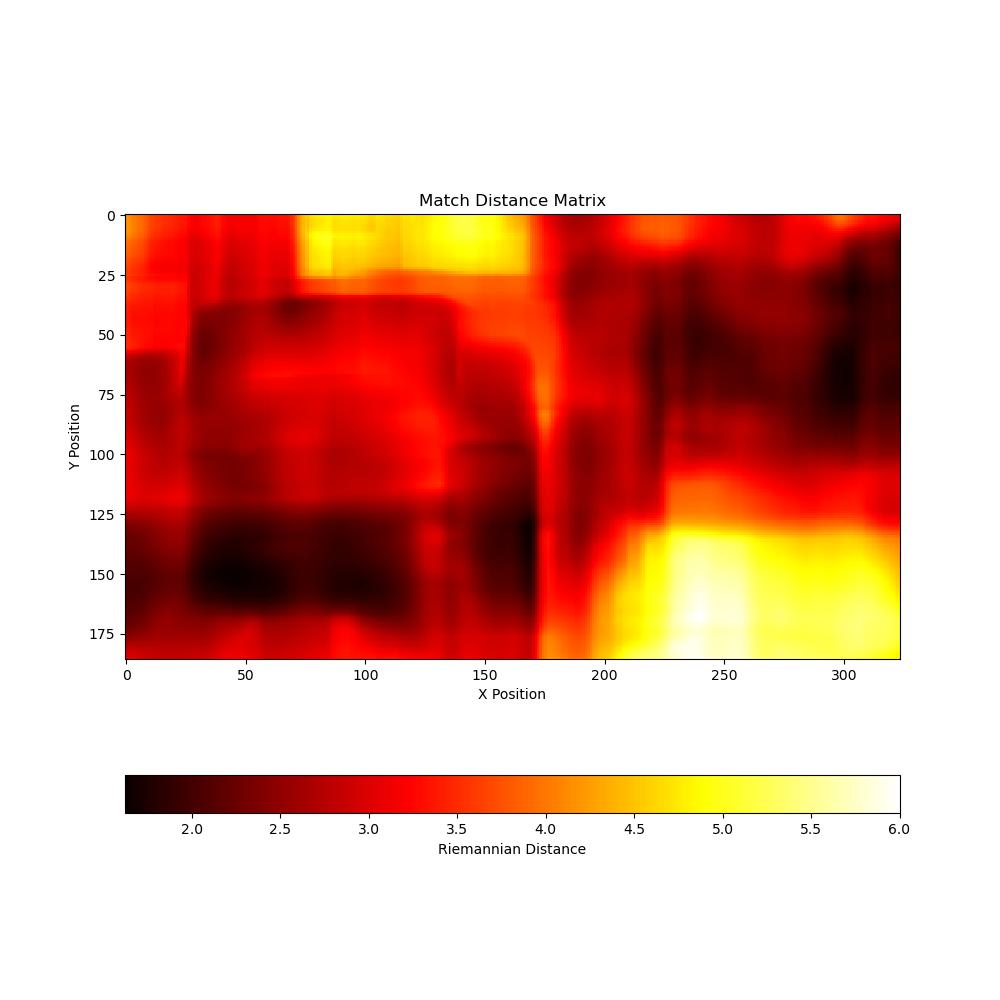 Match Distance Matrix
0
25
50
75
100
125
150
175
Y Position
0 50 100 150 200 250 300
X Position
2.0 2.5 3.0 3.5 4.0 4.5 5.0 5.5 6.0
Riemannian Distance